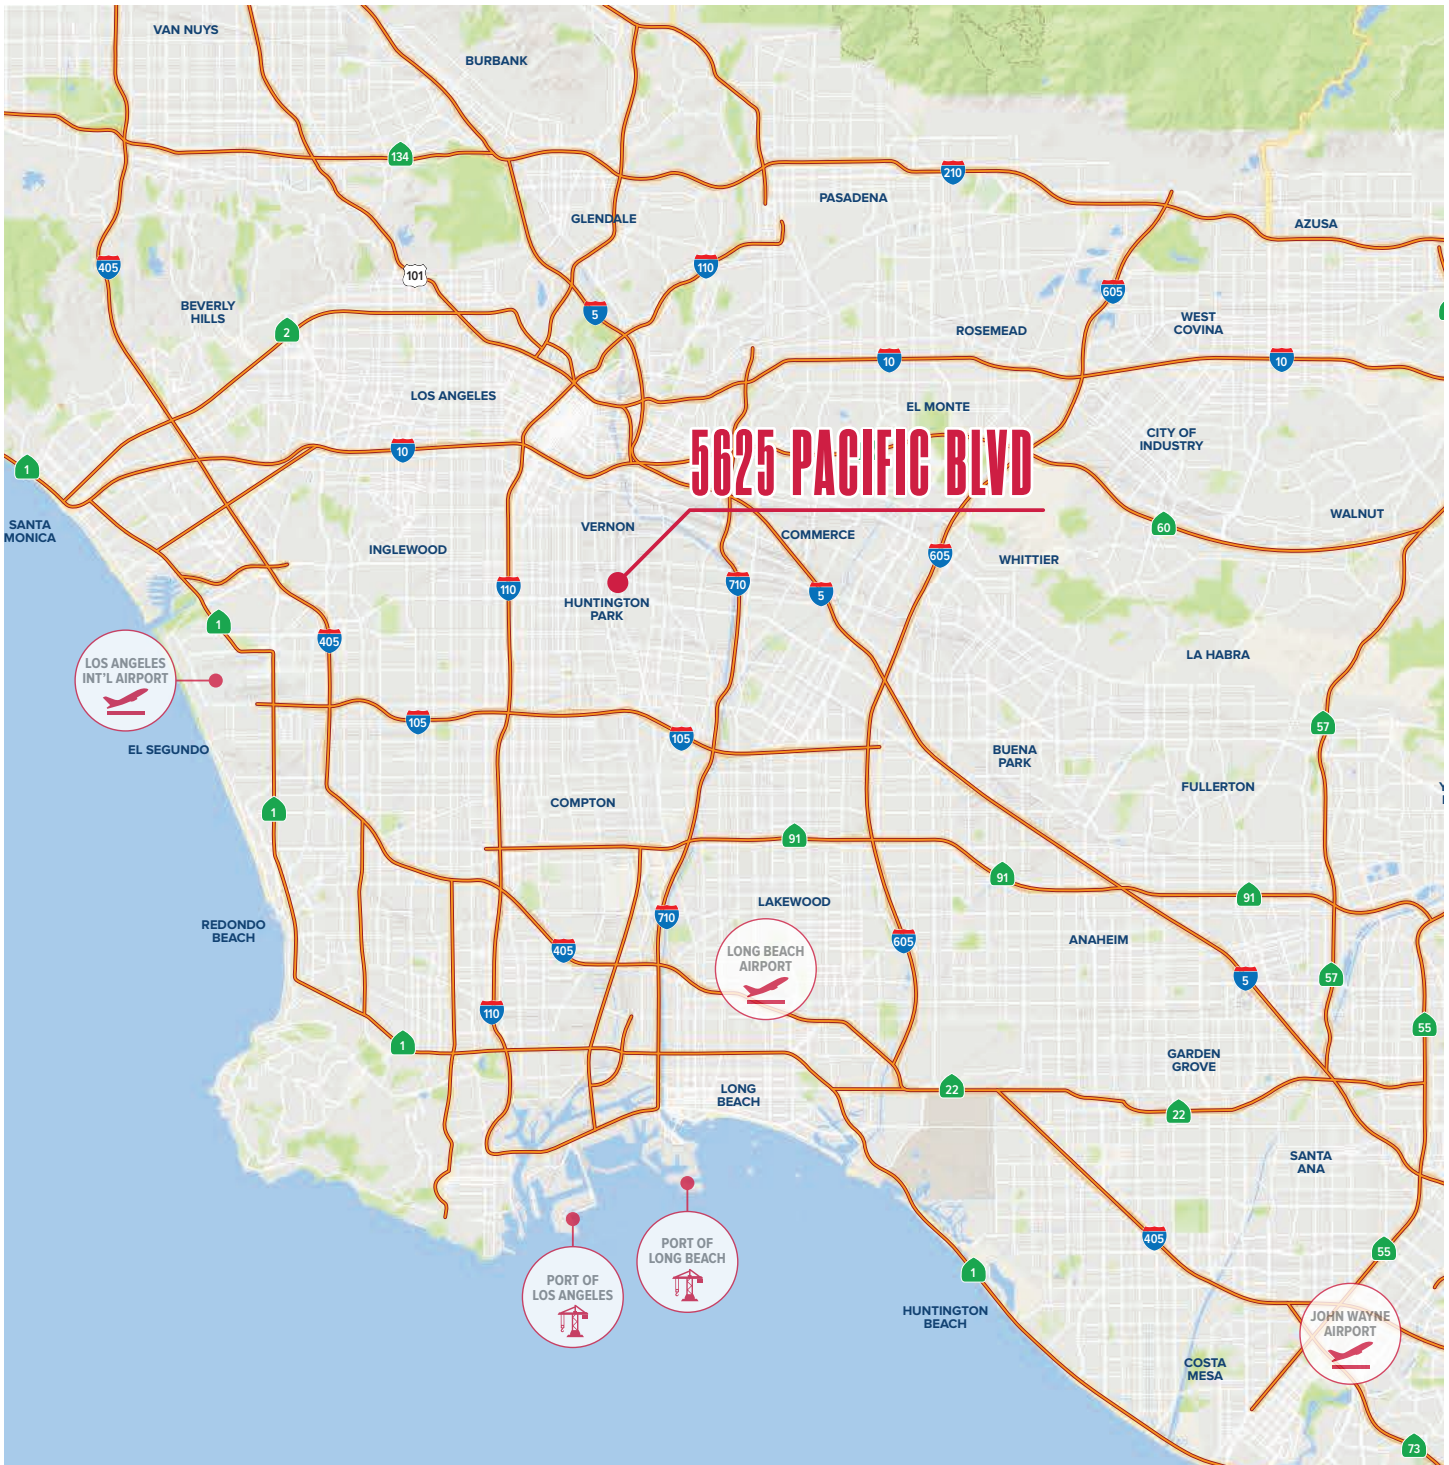 VAN NUYS
BURBANK
134
210
PASADENA
GLENDALE
AZUSA
405
101
110
605
BEVERLY
HILLS
2
5
ROSEMEAD
WEST
COVINA
10
10
LOS ANGELES
EL MONTE
CITY OF
INDUSTRY
10
1
5625 PACIFIC BLVD
SANTA
MONICA
VERNON
COMMERCE
WALNUT
60
INGLEWOOD
605
WHITTIER
110
710
5
HUNTINGTON
PARK
1
405
LOS ANGELES
INT'L AIRPORT
LA HABRA
105
105
57
EL SEGUNDO
BUENA
PARK
FULLERTON
COMPTON
1
91
91
91
LAKEWOOD
710
REDONDO
BEACH
405
605
ANAHEIM
LONG BEACH
AIRPORT
5
57
110
55
1
GARDEN
GROVE
LONG
BEACH
22
22
SANTA
ANA
405
55
PORT OF
LONG BEACH
1
PORT OF
LOS ANGELES
HUNTINGTON
BEACH
JOHN WAYNE
AIRPORT
COSTA
MESA
73